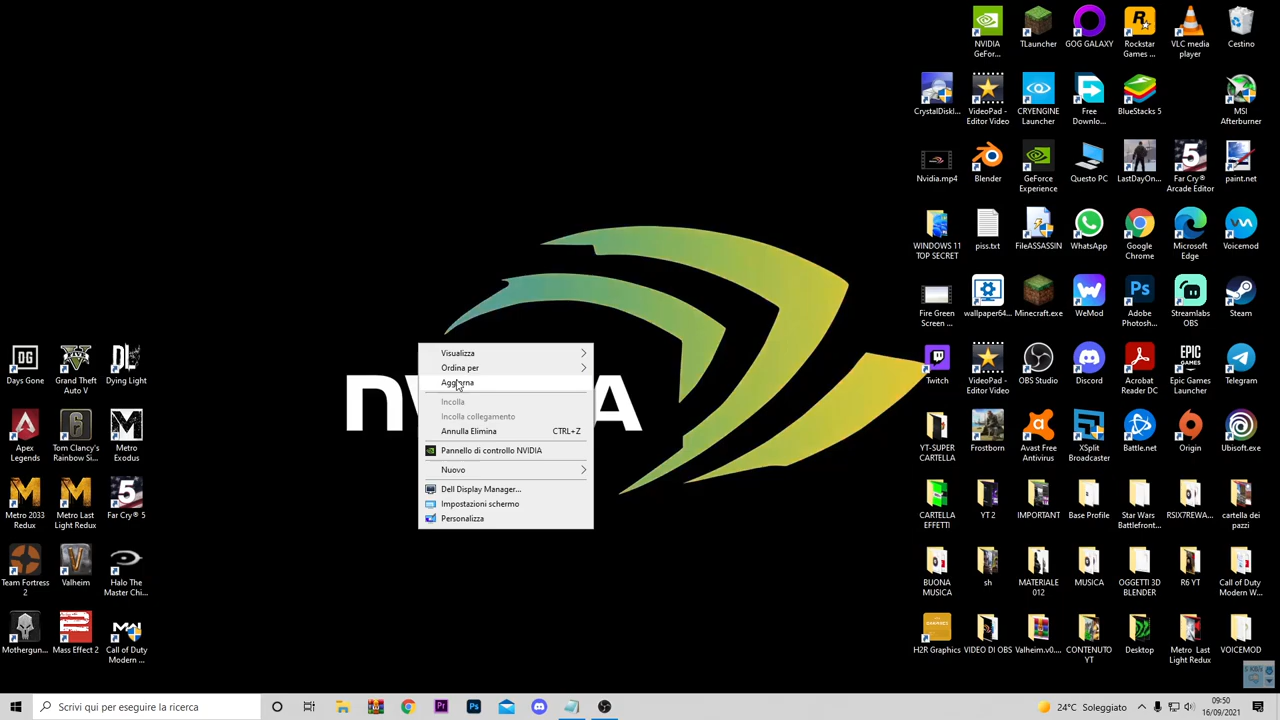 NVIDIA
GeFor...
TLauncher
GOG GALAXY
Rockstar
Games ...
VLC media
player
Cestino
CrystalDiskI...
VideoPad -
Editor Video
CRYENGINE
Launcher
Free
Downlo...
BlueStacks 5
MSI
Afterburner
Nvidia.mp4
Blender
GeForce
Experience
Questo PC
LastDayOn...
Far Cry®
Arcade Editor
paint.net
WINDOWS 11
TOP SECRET
piss.txt
FileASSASSIN
WhatsApp
Google
Chrome
Microsoft
Edge
Voicemod
Fire Green
Screen ...
wallpaper64...
Minecraft.exe
WeMod
Adobe
Photosh...
Streamlabs
OBS
Steam
Days Gone
Grand Theft
Auto V
Dying Light
Visualizza
Ordina per
Aggiorna
Incolla
Incolla collegamento
Annulla Elimina CTRL+Z
Pannello di controllo NVIDIA
Nuovo
Dell Display Manager...
Impostazioni schermo
Personalizza
Twitch
VideoPad -
Editor Video
OBS Studio
Discord
Acrobat
Reader DC
Epic Games
Launcher
Telegram
Apex
Legends
Tom Clancy's
Rainbow Si...
Metro
Exodus
YT-SUPER
CARTELLA
Frostborn
Avast Free
Antivirus
XSplit
Broadcaster
Battle.net
Origin
Ubisoft.exe
Metro 2033
Redux
Metro Last
Light Redux
Far Cry® 5
CARTELLA
EFFETTI
YT 2
IMPORTANT
Base Profile
Star Wars
Battlefront...
RSIX7REWA...
cartella dei
pazzi
Team Fortress
2
Valheim
Halo The
Master Chi...
BUONA
MUSICA
sh
MATERIALE
012
MUSICA
OGGETTI 3D
BLENDER
R6 YT
Call of Duty
Modern W...
Mothergun...
Mass Effect 2
Call of Duty
Modern ...
H2R Graphics
VIDEO DI OBS
Valheim.v0....
CONTENUTO
YT
Desktop
Metro Last
Light Redux
VOICEMOD
Scrivi qui per eseguire la ricerca
24°C Soleggiato
09:50
16/09/2021